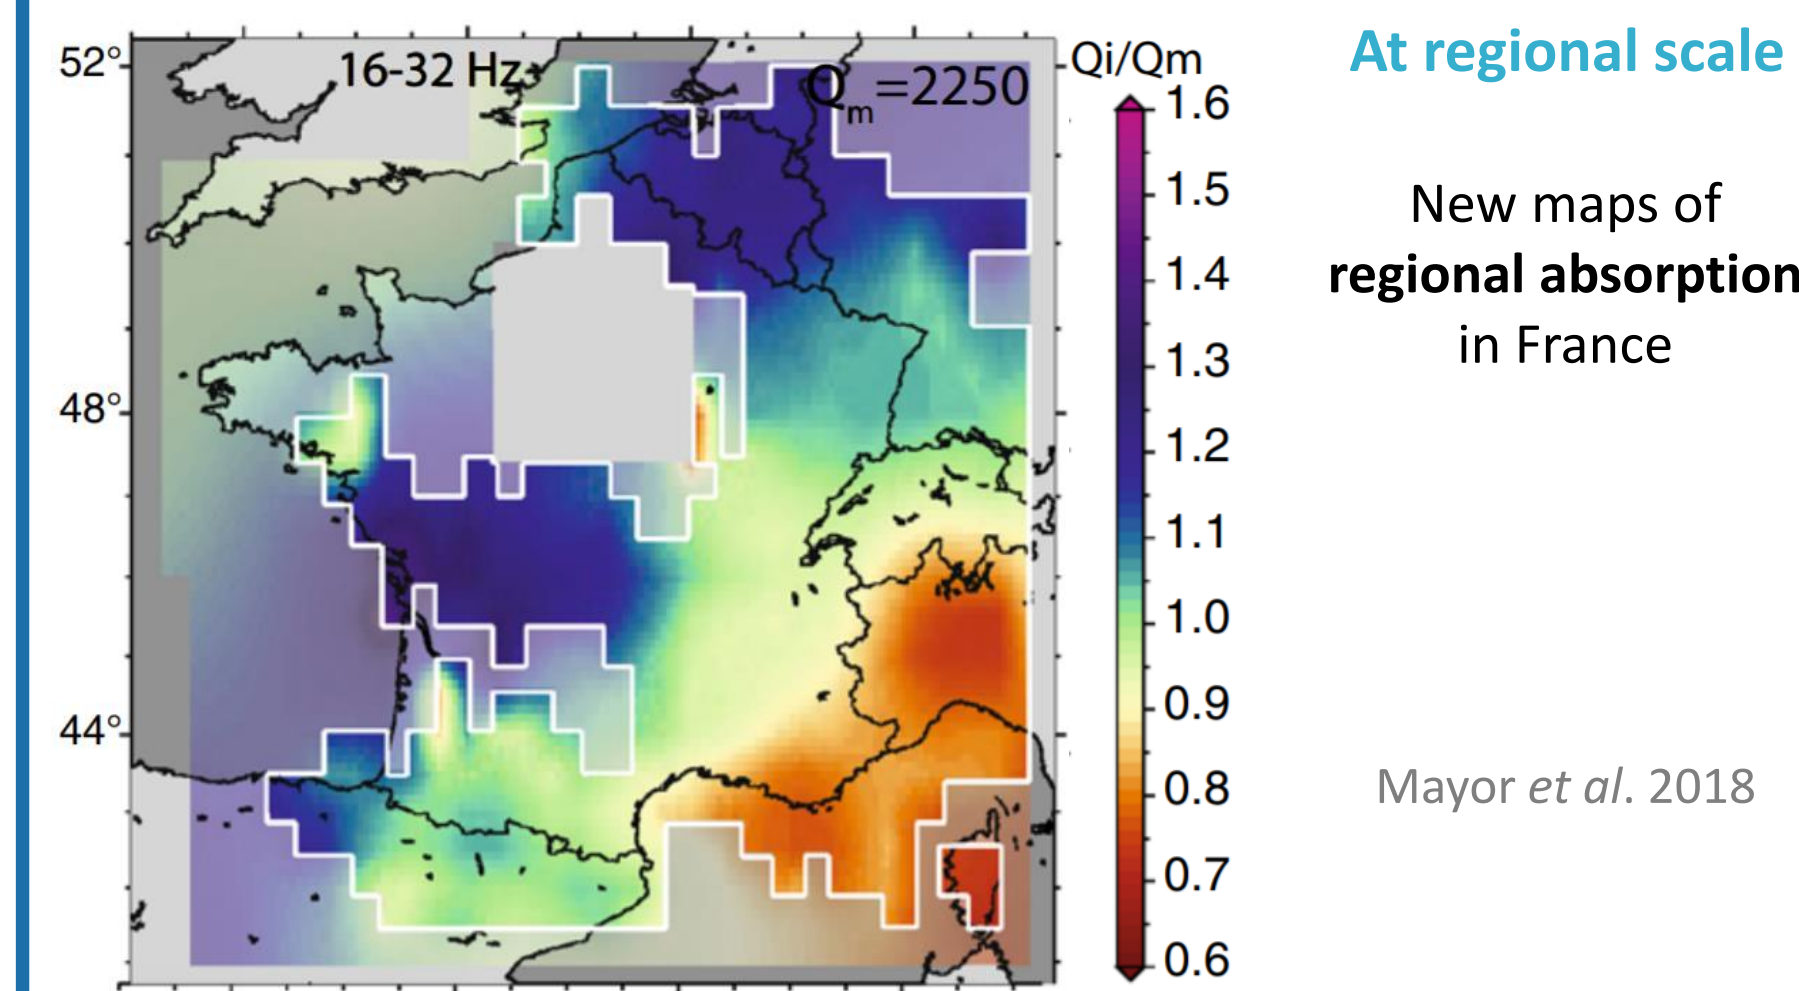 16-32 Hz
Qm=2250
52°
48°
44°
Qi/Qm
1.6
1.5
1.4
1.3
1.2
1.1
1.0
0.9
0.8
0.7
0.6
At regional scale
New maps of
regional absorption
in France
Mayor et al. 2018